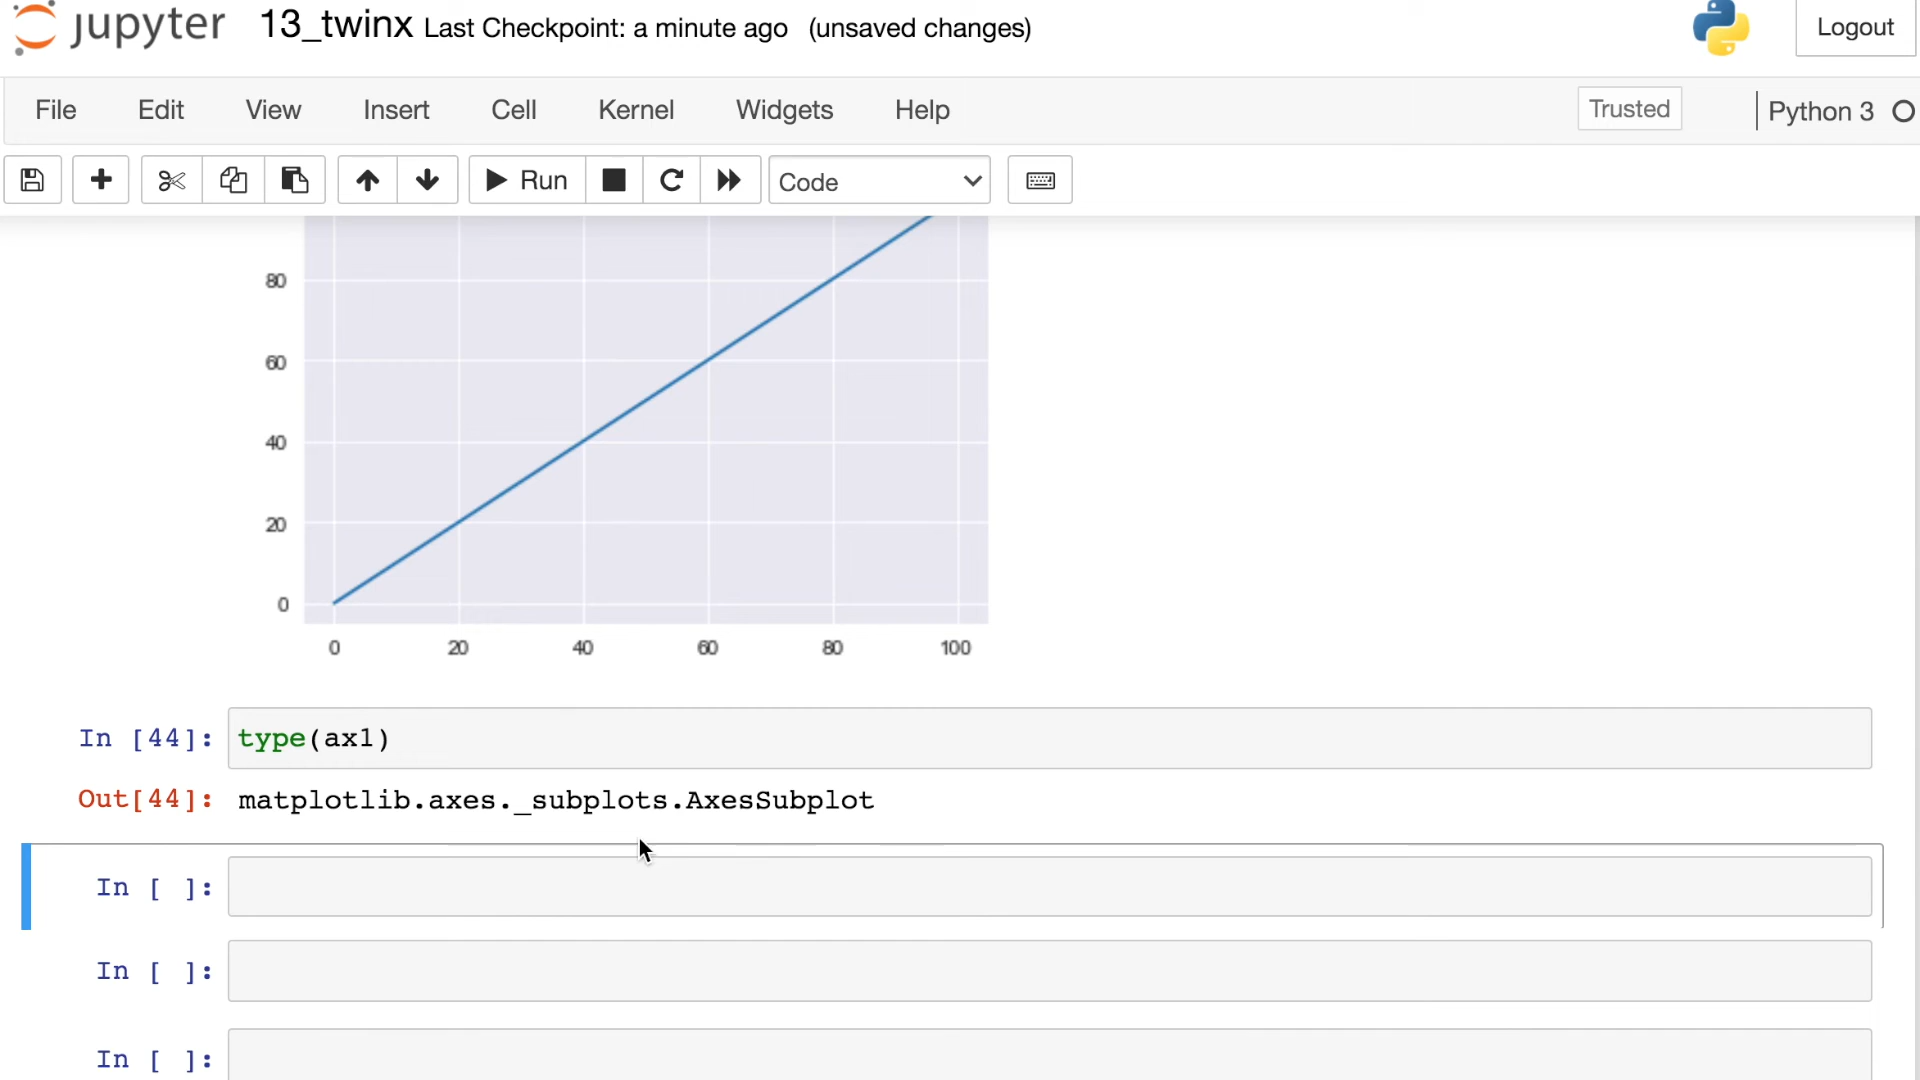 jupyter 13_twinx Last Checkpoint: a minute ago (unsaved changes) Logout
File Edit View Insert Cell Kernel Widgets Help Trusted Python 3
Run Code
80
60
40
20
0
0 20 40 60 80 100
In [44]: type(ax1)
Out[44]: matplotlib.axes._subplots.AxesSubplot
In [ ]:
In [ ]:
In [ ]: